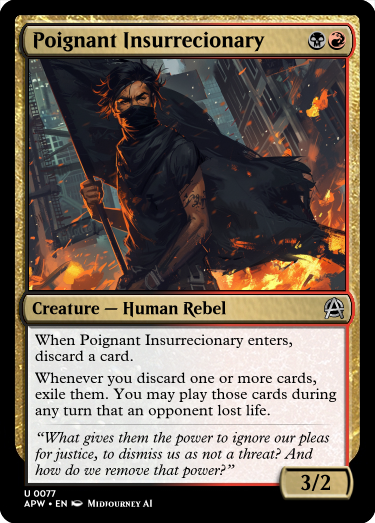 Poignant Insurrecionary
Creature — Human Rebel
When Poignant Insurrecionary enters,
discard a card.
Whenever you discard one or more cards,
exile them. You may play those cards during
any turn that an opponent lost life.
“What gives them the power to ignore our pleas
for justice, to dismiss us as not a threat? And
how do we remove that power?”
3/2
U 0077
APW • EN Midjourney AI